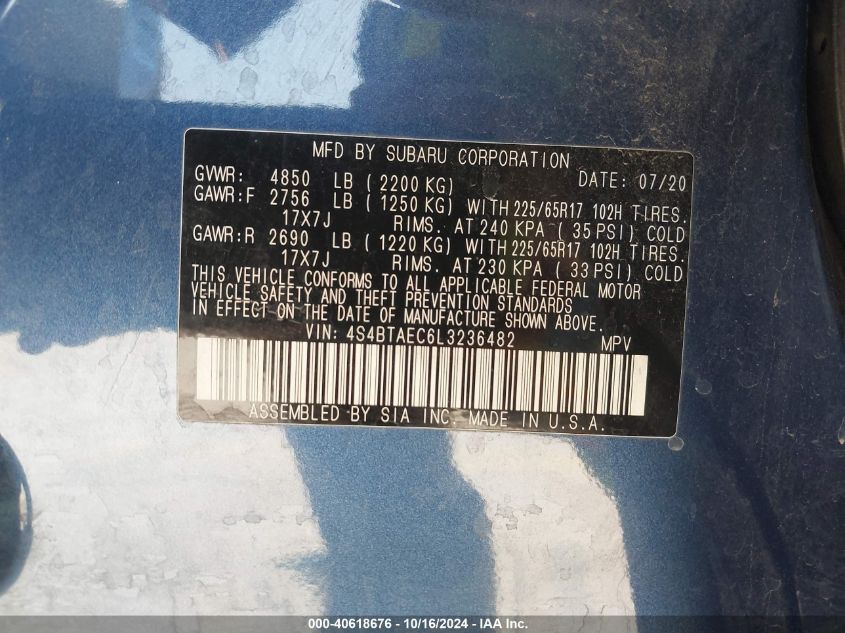 MFD BY SUBARU CORPORATION
GVWR: 4850 LB ( 2200 KG) DATE: 07/20
GAWR:F 2756 LB ( 1250 KG) WITH 225/65R17 102H TIRES.
17X7J RIMS. AT 240 KPA ( 35 PSI) COLD
GAWR:R 2690 LB ( 1220 KG) WITH 225/65R17 102H TIRES.
17X7J RIMS. AT 230 KPA ( 33 PSI) COLD
THIS VEHICLE CONFORMS TO ALL APPLICABLE FEDERAL MOTOR
VEHICLE SAFETY AND THEFT PREVENTION STANDARDS
IN EFFECT ON THE DATE OF MANUFACTURE SHOWN ABOVE.
VIN: 4S4BTAEC6L3236482 MPV
ASSEMBLED BY SIA INC. MADE IN U.S.A.
000-40618676 - 10/16/2024 - IAA Inc.